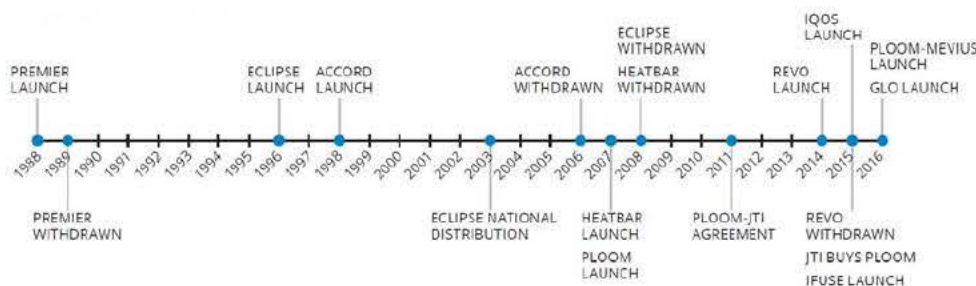 PREMIER
LAUNCH
ECLIPSE
LAUNCH
ACCORD
LAUNCH
ACCORD
WITHDRAWN
ECLIPSE
WITHDRAWN
HEATBAR
WITHDRAWN
REVO
LAUNCH
IQOS
LAUNCH
PLOOM-MEVIUS
LAUNCH
GLO LAUNCH
1988
1989
1990
1991
1992
1993
1994
1995
1996
1997
1998
1999
2000
2001
2002
2003
2004
2005
2006
2007
2008
2009
2010
2011
2012
2013
2014
2015
2016
PREMIER
WITHDRAWN
ECLIPSE NATIONAL
DISTRIBUTION
HEATBAR
LAUNCH
PLOOM
LAUNCH
PLOOM-JTI
AGREEMENT
REVO
WITHDRAWN
JTI BUYS PLOOM
IFUSE LAUNCH